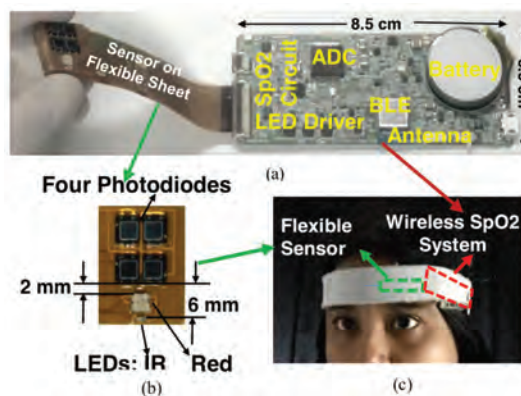 8.5 cm
Sensor on
Flexible Sheet
SpO2
Circuit
ADC
Battery
LED Driver
BLE
Antenna
(a)
Four Photodiodes
2 mm
6 mm
LEDs: IR
Red
(b)
Flexible
Sensor
Wireless SpO2
System
(c)